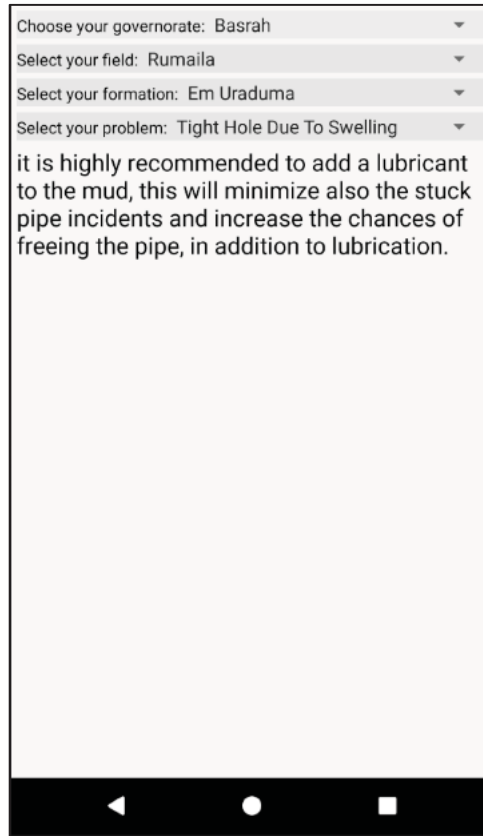 Choose your governorate: Basrah
Select your field: Rumaila
Select your formation: Em Uraduma
Select your problem: Tight Hole Due To Swelling
it is highly recommended to add a lubricant
to the mud, this will minimize also the stuck
pipe incidents and increase the chances of
freeing the pipe, in addition to lubrication.